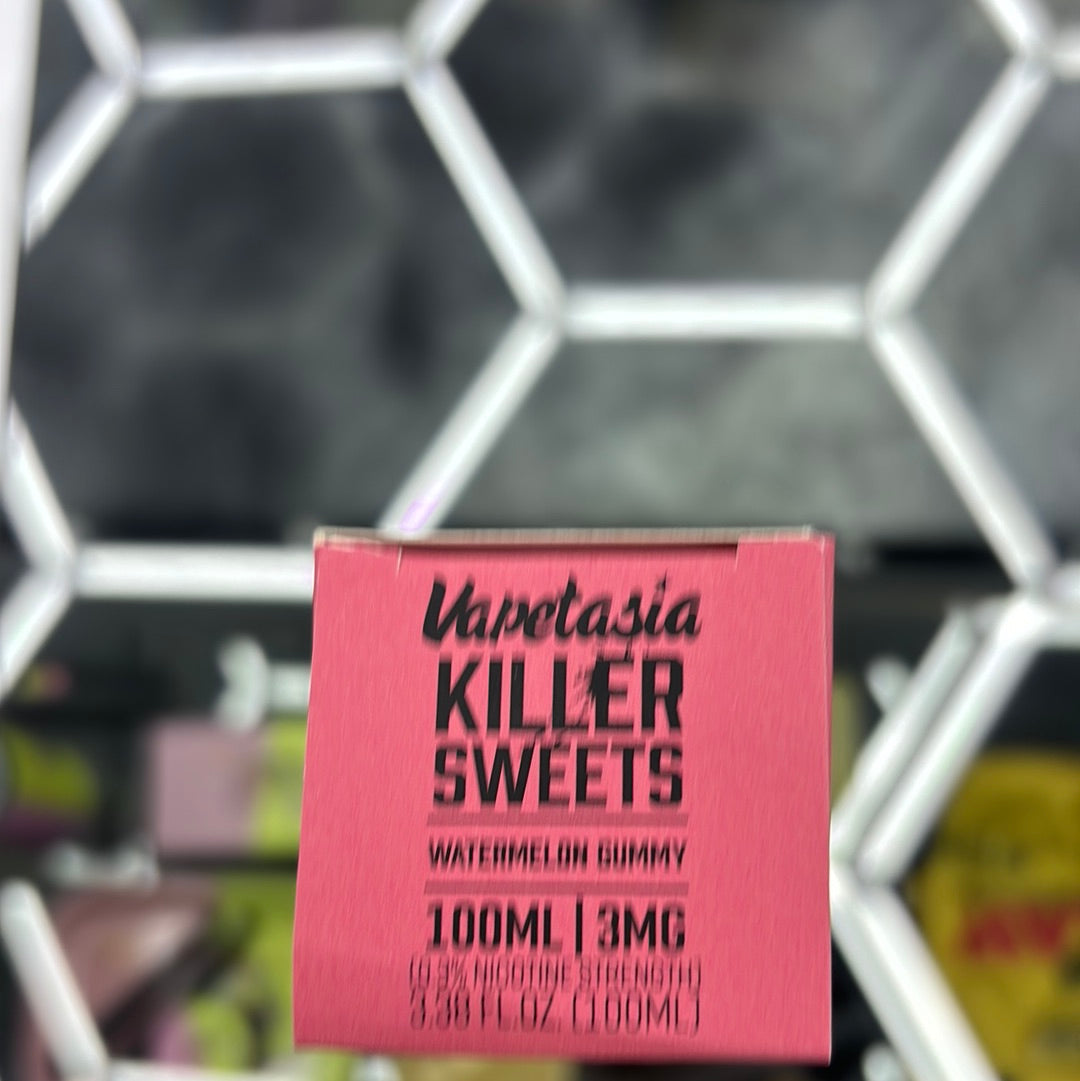 Vapetasia
KILLER
SWEETS
WATERMELON GUMMY
100ML | 3MG
(0.3% NICOTINE STRENGTH)
3.38 FL.OZ. (100ML)